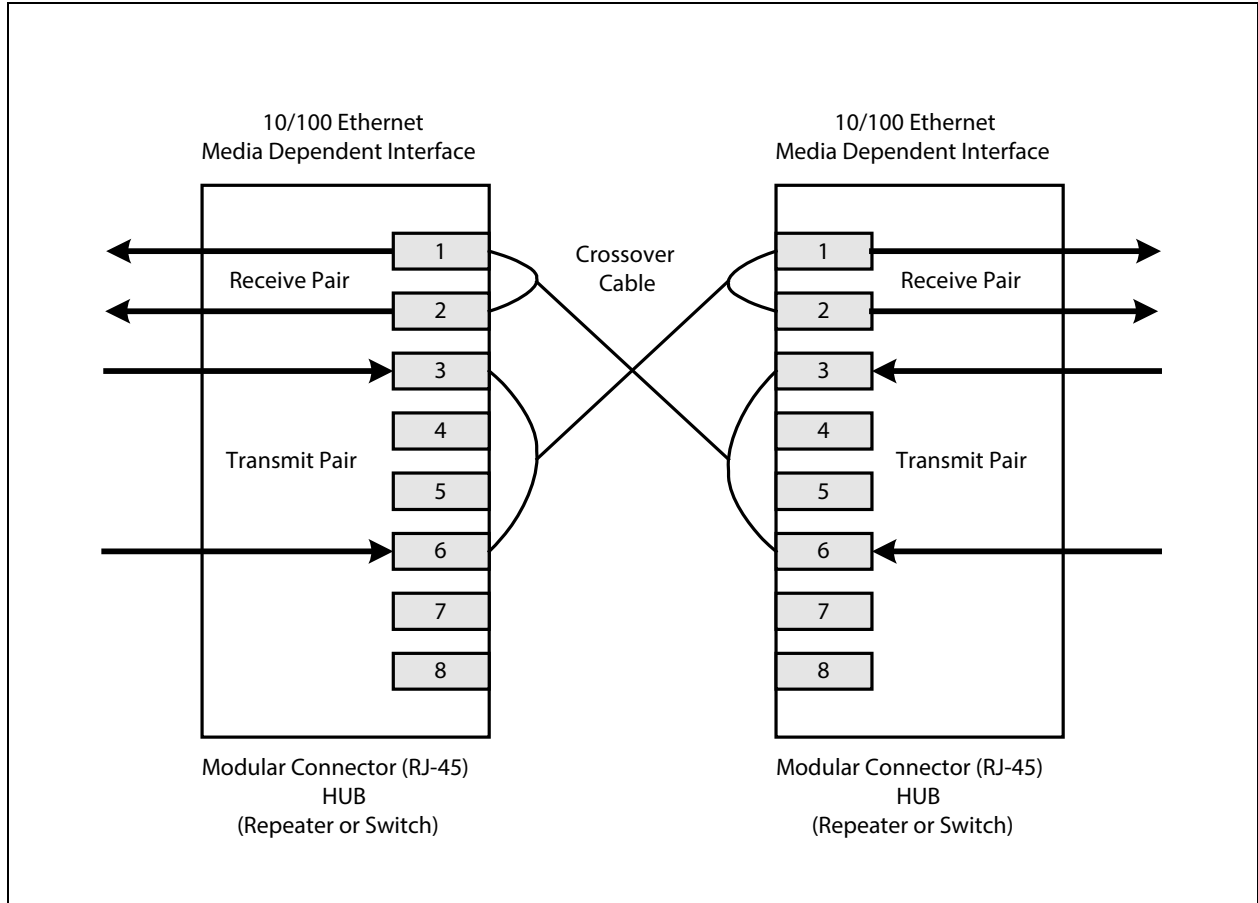 10/100 Ethernet
Media Dependent Interface
10/100 Ethernet
Media Dependent Interface
1
Receive Pair
2
3
4
Transmit Pair
5
6
7
8
Crossover
Cable
1
Receive Pair
2
3
4
Transmit Pair
5
6
7
8
Modular Connector (RJ-45)
HUB
(Repeater or Switch)
Modular Connector (RJ-45)
HUB
(Repeater or Switch)